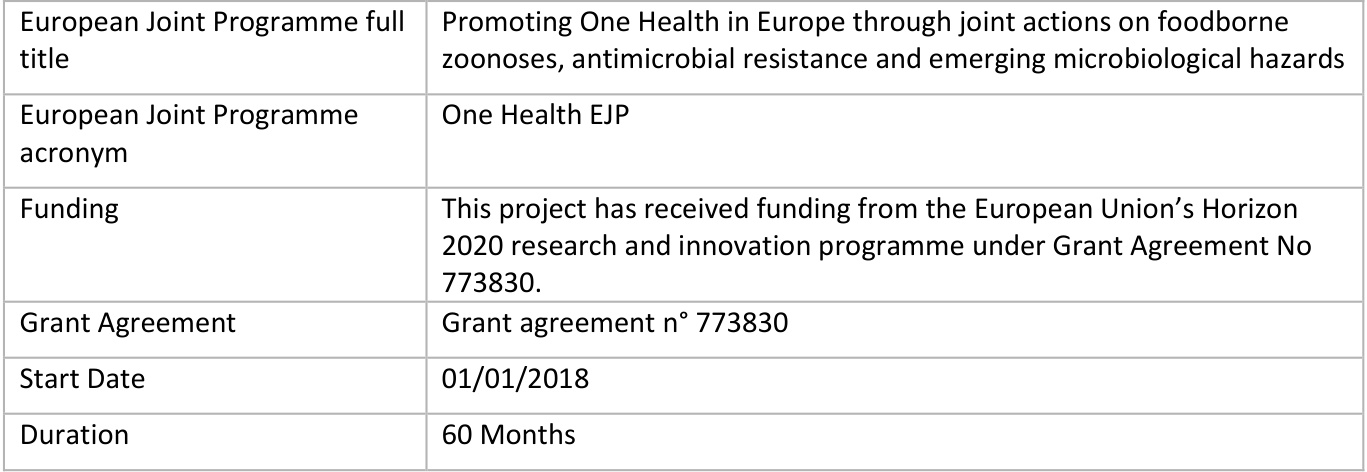 European Joint Programme full
title
Promoting One Health in Europe through joint actions on foodborne
zoonoses, antimicrobial resistance and emerging microbiological hazards
European Joint Programme
acronym
One Health EJP
Funding
This project has received funding from the European Union’s Horizon
2020 research and innovation programme under Grant Agreement No
773830.
Grant Agreement
Grant agreement n° 773830
Start Date
01/01/2018
Duration
60 Months